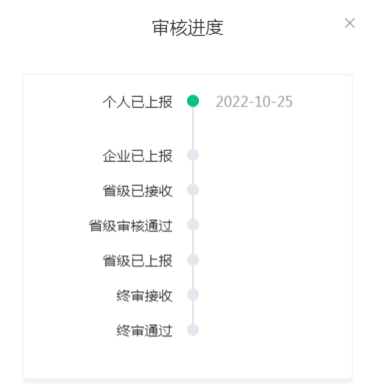 审核进度
个人已上报 2022-10-25
企业已上报
省级已接收
省级审核通过
省级已上报
终审接收
终审通过